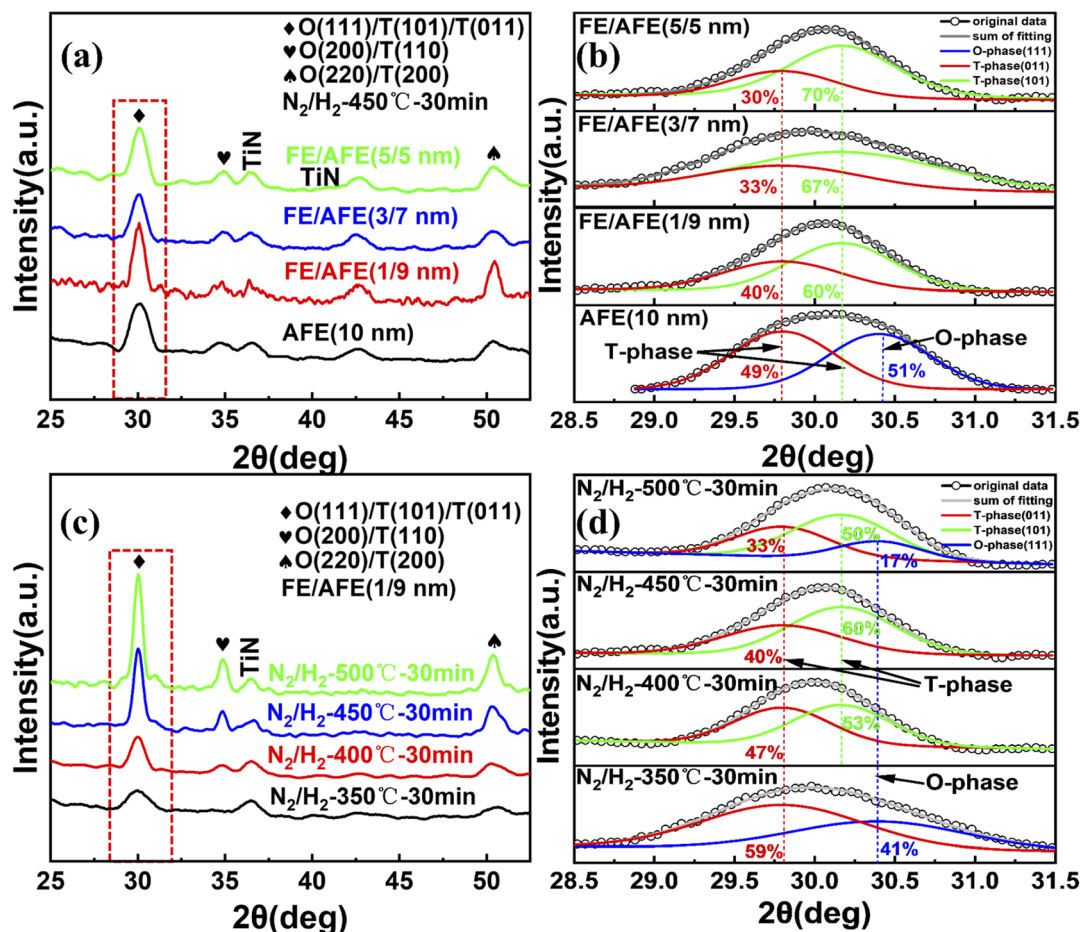 (a)
♦O(111)/T(101)/T(011)
♥O(200)/T(110)
♠O(220)/T(200)
N₂/H₂-450℃-30min
♦
♥
TiN
TiN
♠
FE/AFE(5/5 nm)
FE/AFE(3/7 nm)
FE/AFE(1/9 nm)
AFE(10 nm)
Intensity(a.u.)
25 30 35 40 45 50
2θ(deg)
(b)
FE/AFE(5/5 nm)
original data
sum of fitting
O-phase(111)
T-phase(011)
T-phase(101)
30% 70%
FE/AFE(3/7 nm)
33% 67%
FE/AFE(1/9 nm)
40% 60%
AFE(10 nm)
T-phase
O-phase
49% 51%
Intensity(a.u.)
28.5 29.0 29.5 30.0 30.5 31.0 31.5
2θ(deg)
(c)
♦O(111)/T(101)/T(011)
♥O(200)/T(110)
♠O(220)/T(200)
FE/AFE(1/9 nm)
♦
♥
TiN
♠
N₂/H₂-500℃-30min
N₂/H₂-450℃-30min
N₂/H₂-400℃-30min
N₂/H₂-350℃-30min
Intensity(a.u.)
25 30 35 40 45 50
2θ(deg)
(d)
N₂/H₂-500℃-30min
original data
sum of fitting
T-phase(011)
T-phase(101)
O-phase(111)
33% 50% 17%
N₂/H₂-450℃-30min
40% 60%
T-phase
N₂/H₂-400℃-30min
47% 53%
N₂/H₂-350℃-30min
O-phase
59% 41%
Intensity(a.u.)
28.5 29.0 29.5 30.0 30.5 31.0 31.5
2θ(deg)